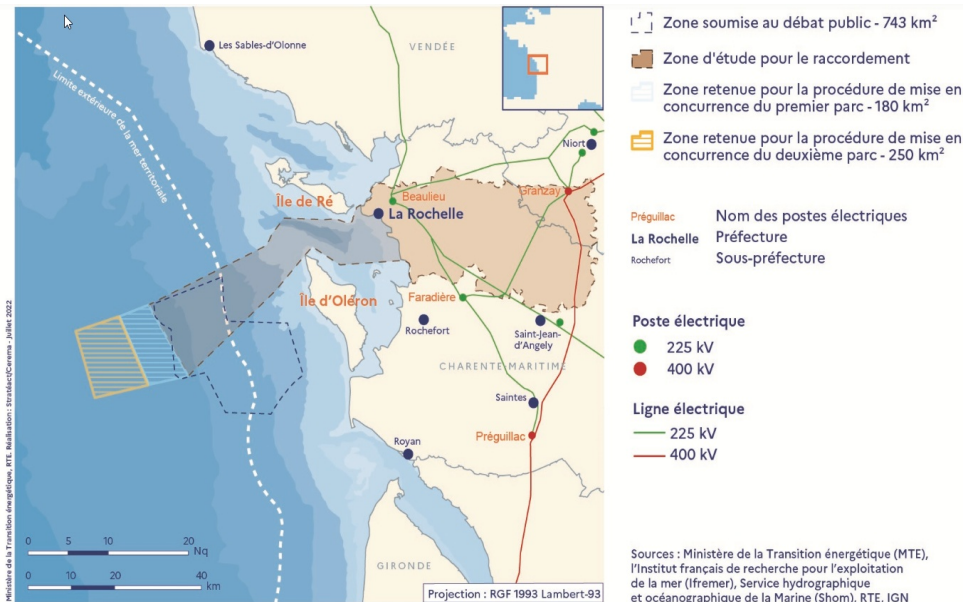 Les Sables-d'Olonne
VENDÉE
Limite extérieure de la mer territoriale
Niort
Île de Ré
Beaulieu
Granzay
La Rochelle
Île d'Oléron
Faradière
Rochefort
Saint-Jean-
d'Angely
CHARENTE-MARITIME
Saintes
Préguillac
Royan
GIRONDE
0 5 10 20
Nq
0 10 20 40
km
Projection : RGF 1993 Lambert-93
Ministère de la Transition énergétique, RTE. Réalisation : Stratéact/Cerema - Juillet 2022
Zone soumise au débat public - 743 km²
Zone d'étude pour le raccordement
Zone retenue pour la procédure de mise en
concurrence du premier parc - 180 km²
Zone retenue pour la procédure de mise en
concurrence du deuxième parc - 250 km²
Préguillac Nom des postes électriques
La Rochelle Préfecture
Rochefort Sous-préfecture
Poste électrique
225 kV
400 kV
Ligne électrique
225 kV
400 kV
Sources : Ministère de la Transition énergétique (MTE),
l'Institut français de recherche pour l'exploitation
de la mer (Ifremer), Service hydrographique
et océanographique de la Marine (Shom), RTE, IGN